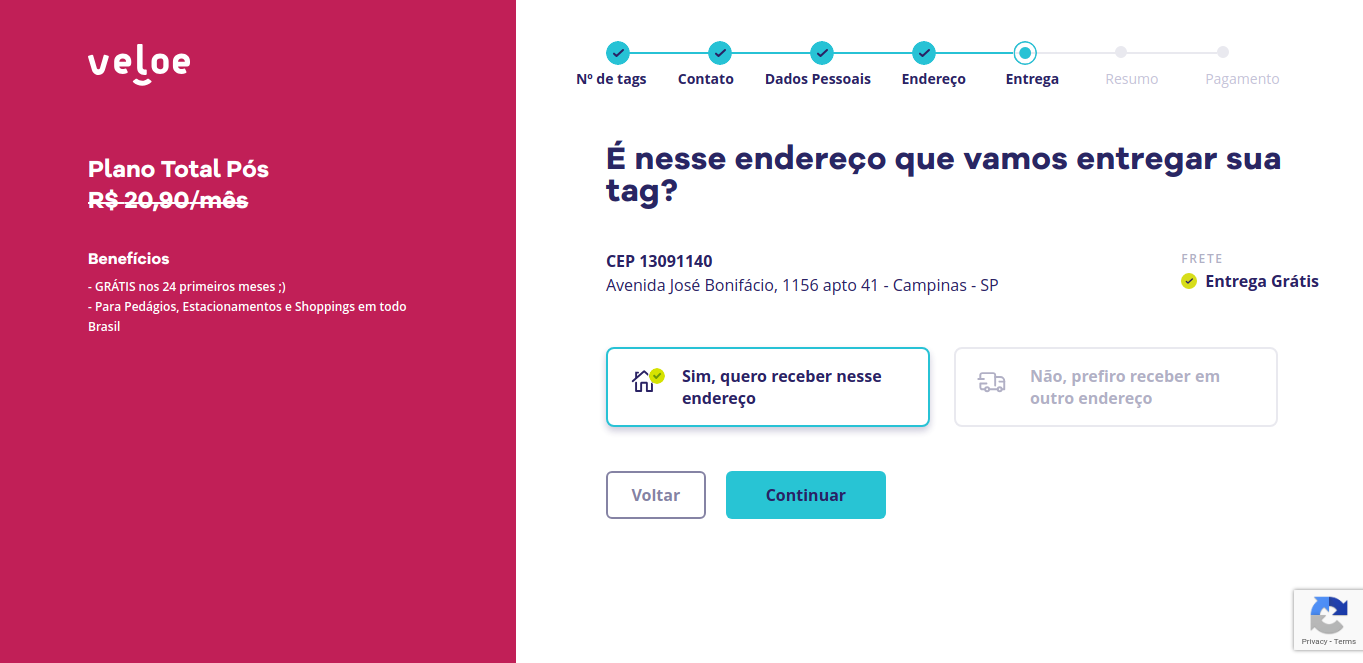 veloe
Plano Total Pós
R$ 20,90/mês
Benefícios
- GRÁTIS nos 24 primeiros meses ;)
- Para Pedágios, Estacionamentos e Shoppings em todo
Brasil
Nº de tags
Contato
Dados Pessoais
Endereço
Entrega
Resumo
Pagamento
É nesse endereço que vamos entregar sua
tag?
CEP 13091140
Avenida José Bonifácio, 1156 apto 41 - Campinas - SP
FRETE
Entrega Grátis
Sim, quero receber nesse
endereço
Não, prefiro receber em
outro endereço
Voltar
Continuar
Privacy - Terms